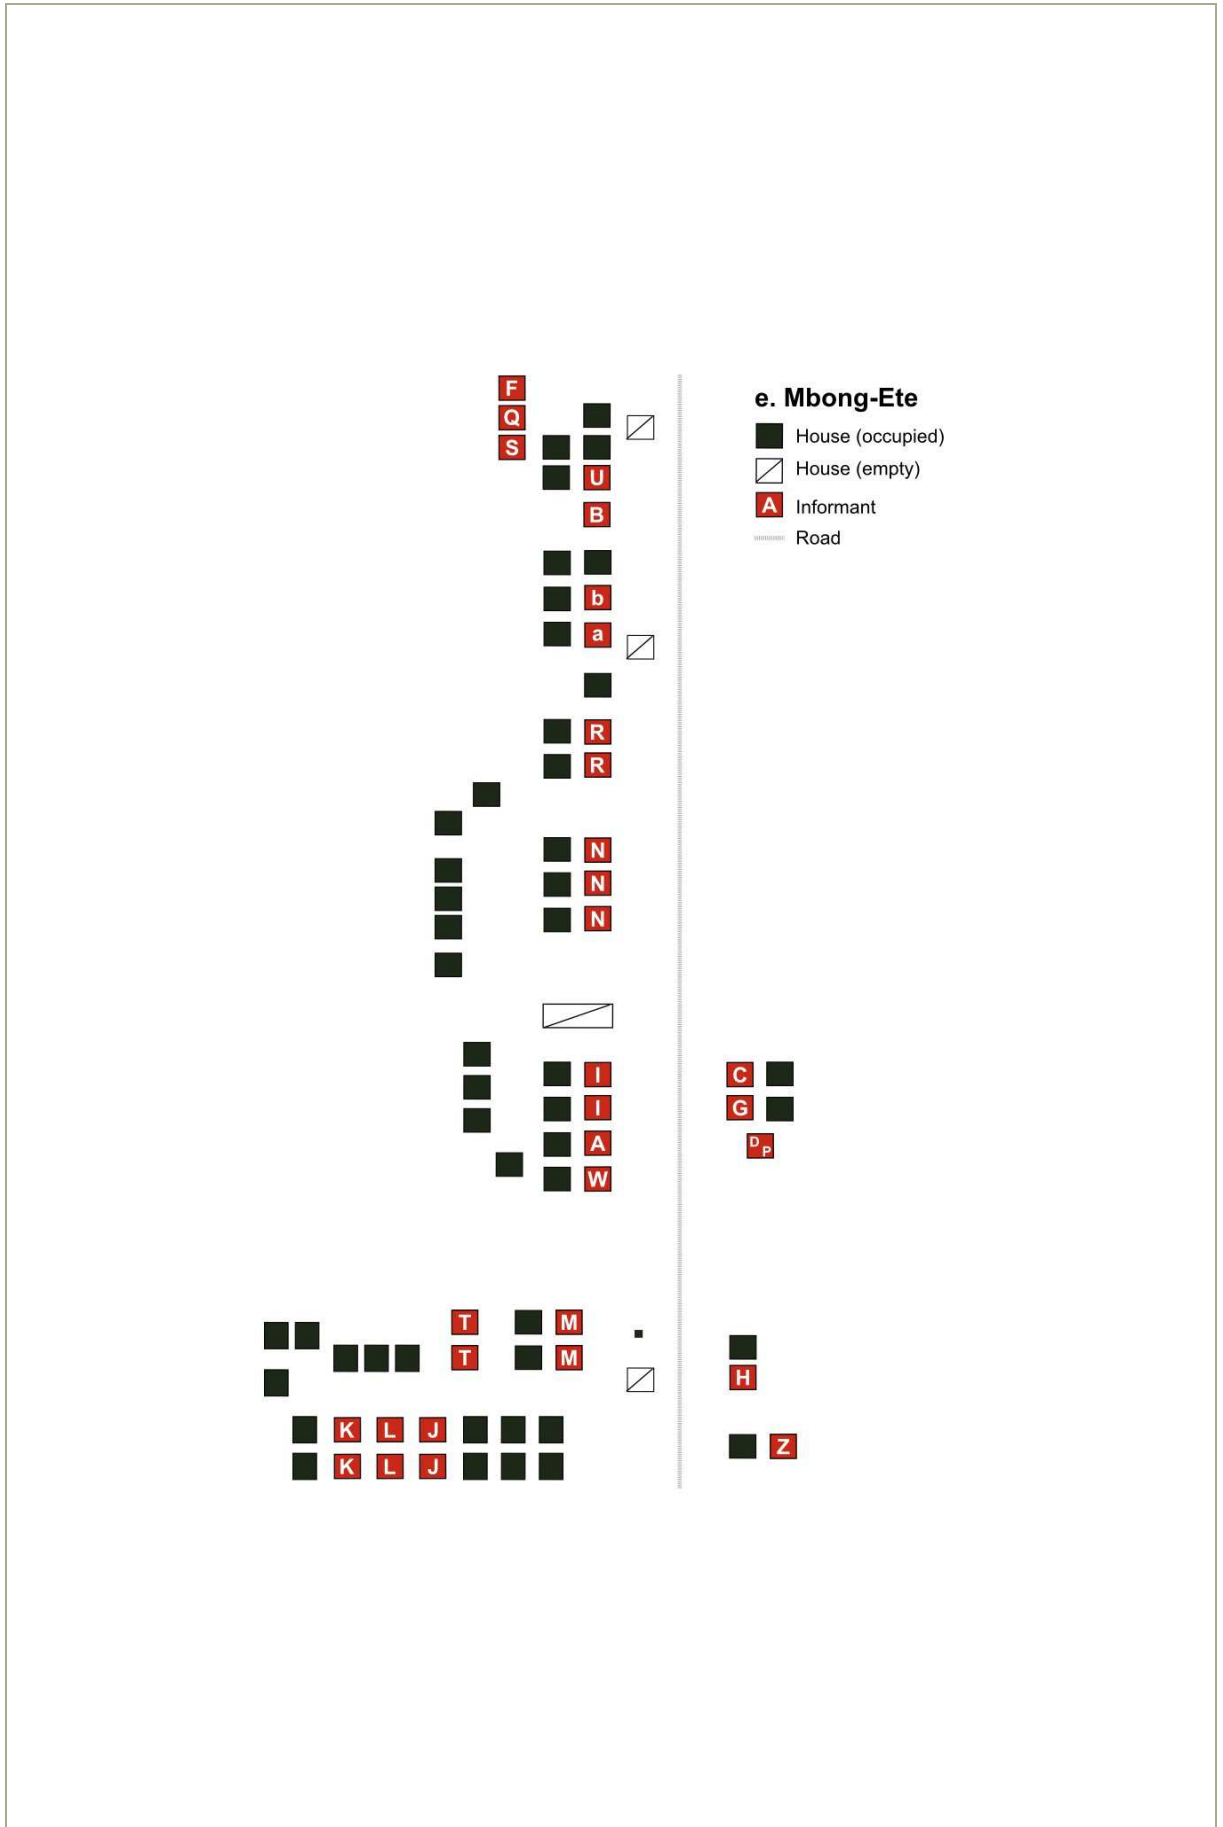 e. Mbong-Ete
House (occupied)
House (empty)
A Informant
Road
F
Q
S
U
B
b
a
R
R
N
N
N
I
I
A
W
C
G
D P
T M
T M
H
K L J
Z
K L J